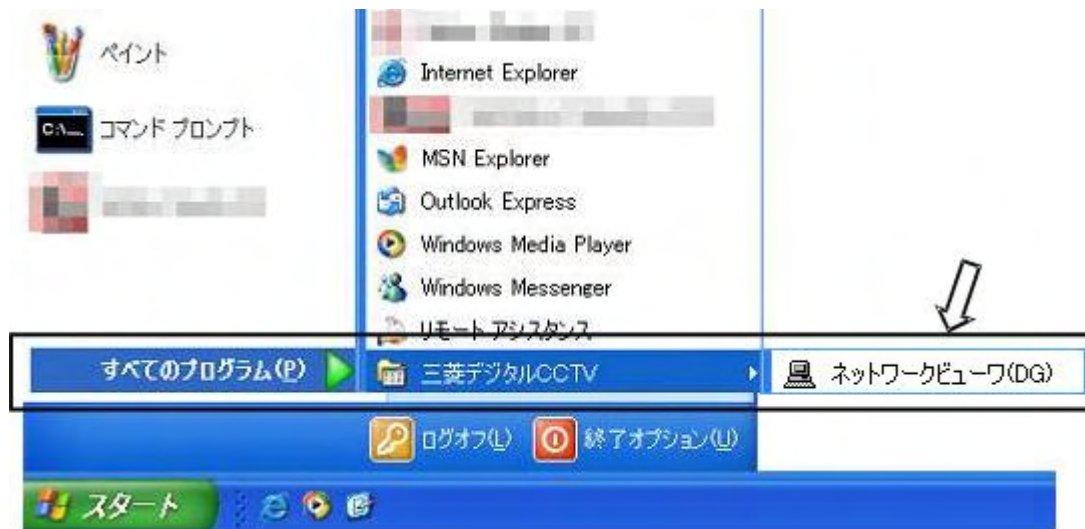 ペイント
コマンド プロンプト
すべてのプログラム(P)
Internet Explorer
MSN Explorer
Outlook Express
Windows Media Player
Windows Messenger
リモート アシスタンス
三菱デジタルCCTV
ネットワークビューワ(DG)
ログオフ(L)
終了オプション(U)
スタート